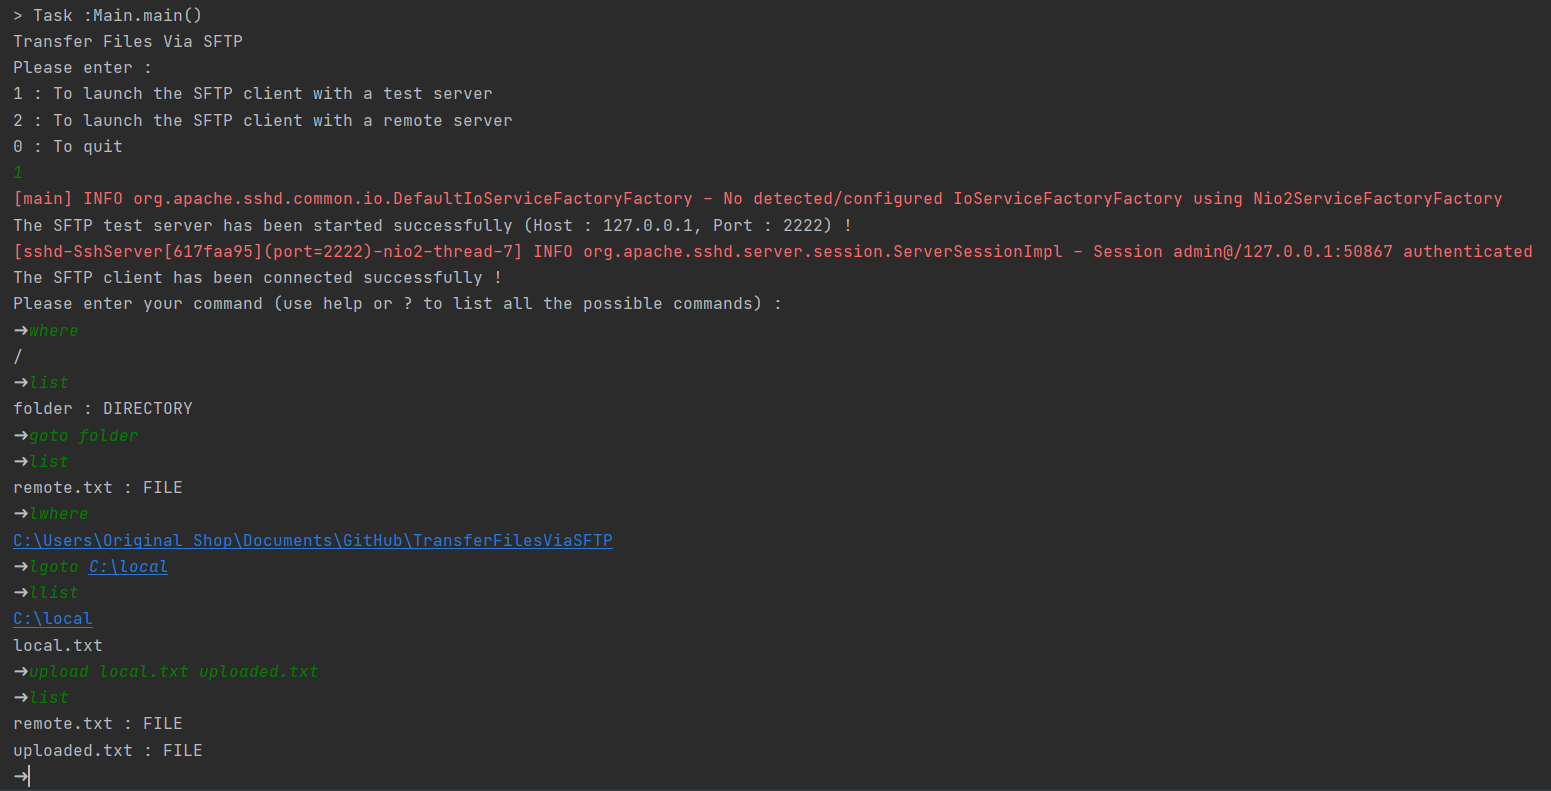 > Task :Main.main()
Transfer Files Via SFTP
Please enter :
1 : To launch the SFTP client with a test server
2 : To launch the SFTP client with a remote server
0 : To quit
1
[main] INFO org.apache.sshd.common.io.DefaultIoServiceFactoryFactory - No detected/configured IoServiceFactoryFactory using Nio2ServiceFactoryFactory
The SFTP test server has been started successfully (Host : 127.0.0.1, Port : 2222) !
[sshd-SshServer[617faa95](port=2222)-nio2-thread-7] INFO org.apache.sshd.server.session.ServerSessionImpl - Session admin@/127.0.0.1:50867 authenticated
The SFTP client has been connected successfully !
Please enter your command (use help or ? to list all the possible commands) :
➔where
/
➔list
folder : DIRECTORY
➔goto folder
➔list
remote.txt : FILE
➔lwhere
C:\Users\Original Shop\Documents\GitHub\TransferFilesViaSFTP
➔lgoto C:\local
➔llist
C:\local
local.txt
➔upload local.txt uploaded.txt
➔list
remote.txt : FILE
uploaded.txt : FILE
➔